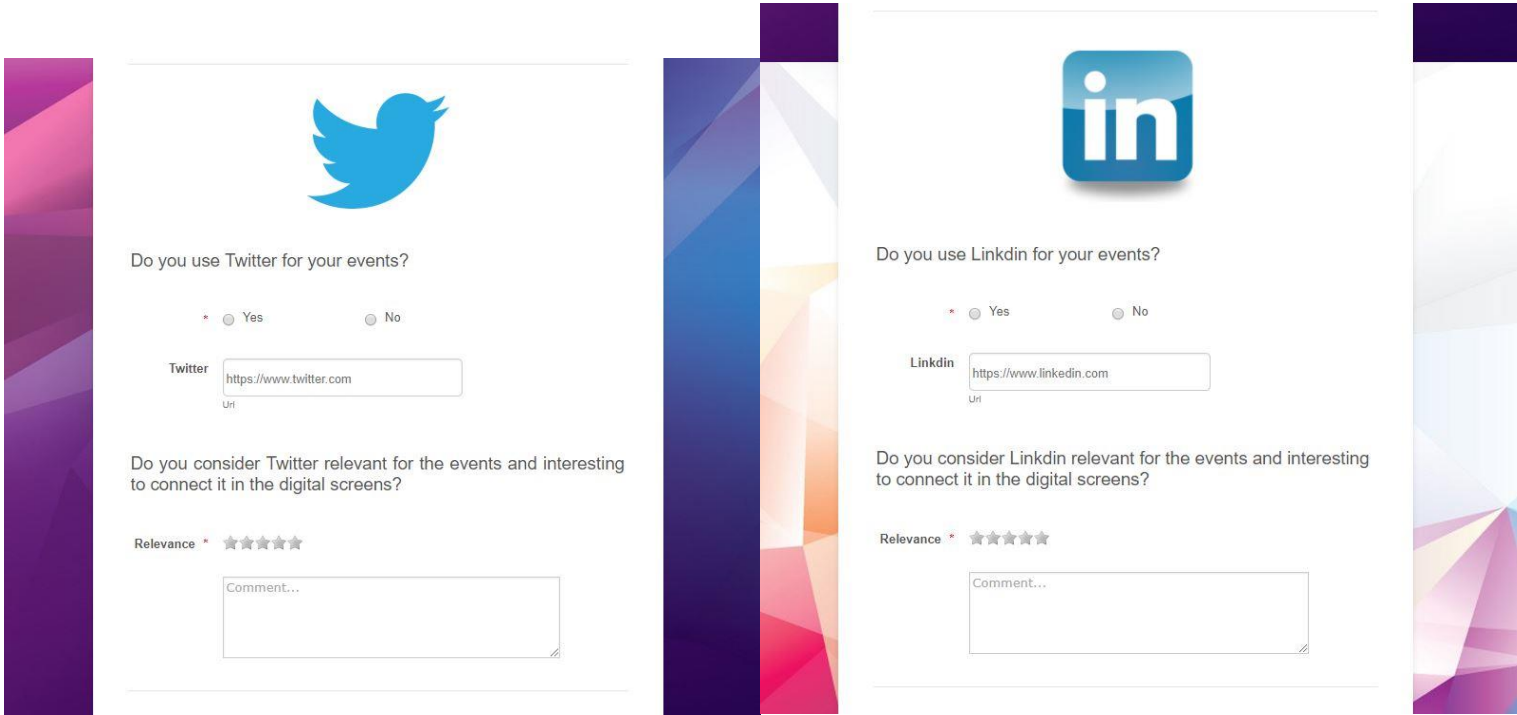 Do you use Twitter for your events?
* Yes No
Twitter https://www.twitter.com
Url
Do you consider Twitter relevant for the events and interesting
to connect it in the digital screens?
Relevance *
Comment...
in
Do you use Linkdin for your events?
* Yes No
Linkdin https://www.linkedin.com
Url
Do you consider Linkdin relevant for the events and interesting
to connect it in the digital screens?
Relevance *
Comment...